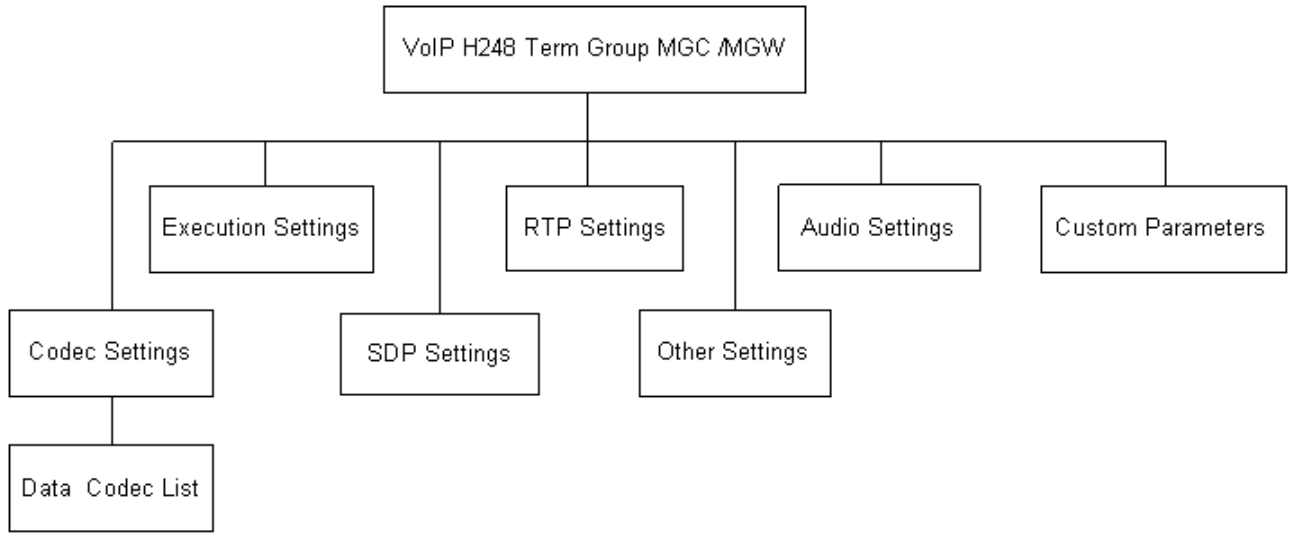 VoIP H248 Term Group MGC /MGW
Execution Settings
RTP Settings
Audio Settings
Custom Parameters
Codec Settings
SDP Settings
Other Settings
Data Codec List